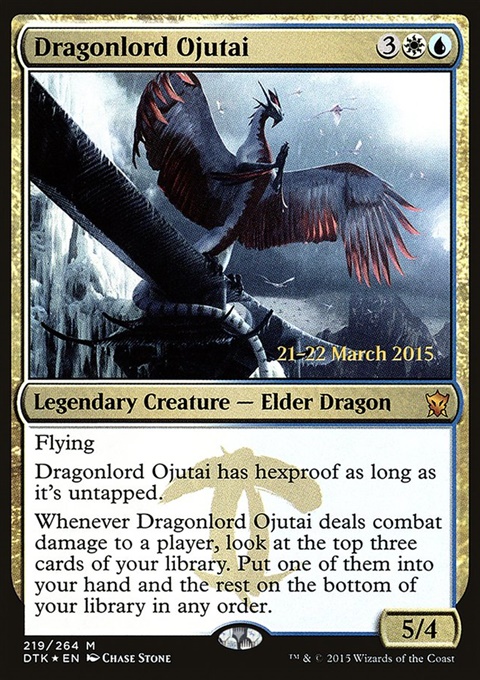 Dragonlord Ojutai 3
21–22 March 2015
Legendary Creature — Elder Dragon
Flying
Dragonlord Ojutai has hexproof as long as
it's untapped.
Whenever Dragonlord Ojutai deals combat
damage to a player, look at the top three
cards of your library. Put one of them into
your hand and the rest on the bottom of
your library in any order.
5/4
219/264 M
DTK ★ EN Chase Stone
™ & © 2015 Wizards of the Coast